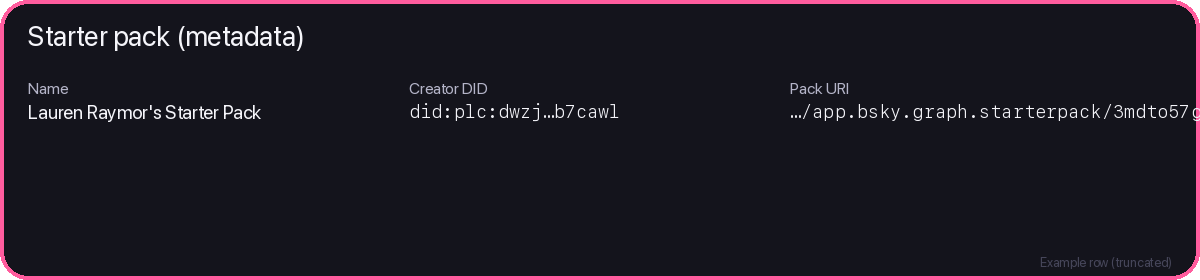 Starter pack (metadata)
Name Creator DID Pack URI
Lauren Raymor's Starter Pack did:plc:dwzj…b7cawl …/app.bsky.graph.starterpack/3mdto57g
Example row (truncated)